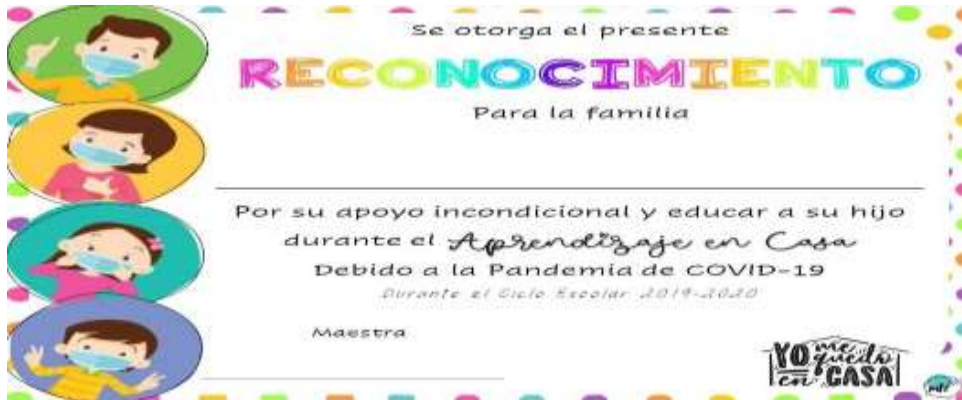 Se otorga el presente
RECONOCIMIENTO
Para la familia
Por su apoyo incondicional y educar a su hijo
durante el Aprendizaje en Casa
Debido a la Pandemia de COVID-19
Durante el Ciclo Escolar 2019-2020
Maestra
YO me quedo
en CASA